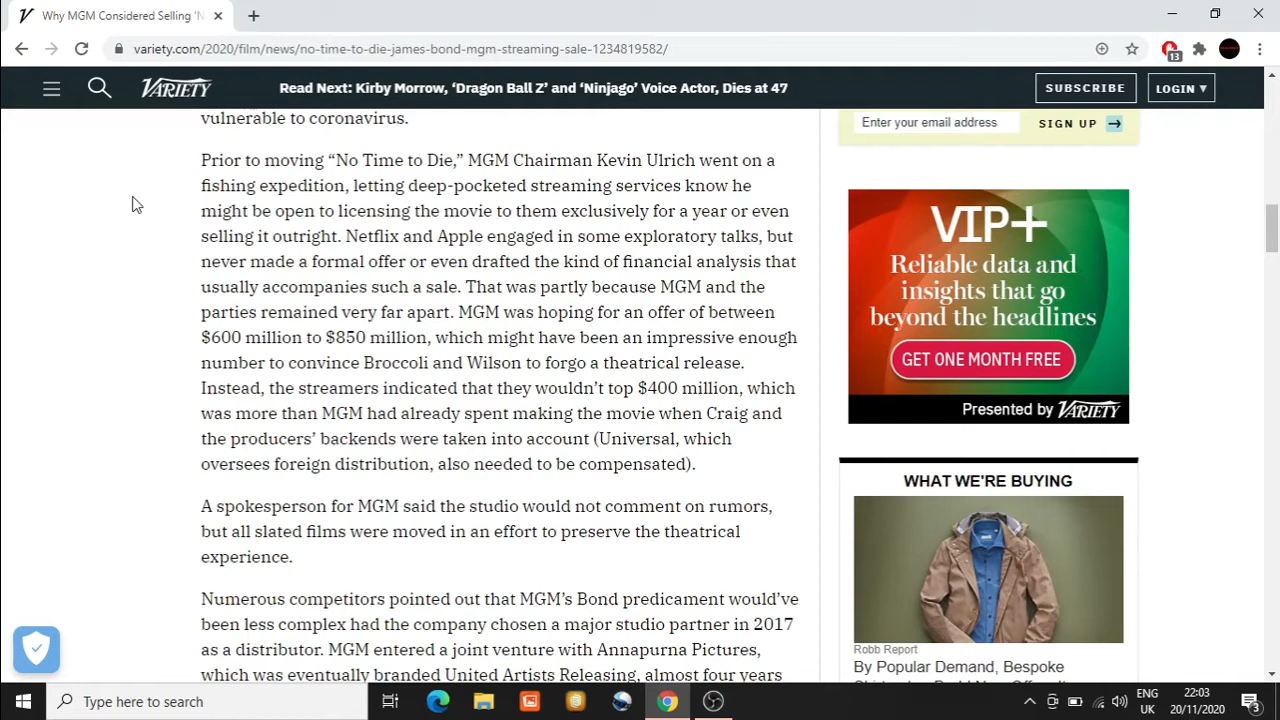 Why MGM Considered Selling 'N
variety.com/2020/film/news/no-time-to-die-james-bond-mgm-streaming-sale-1234819582/
13
VARIETY
Read Next: Kirby Morrow, ‘Dragon Ball Z’ and ‘Ninjago’ Voice Actor, Dies at 47
SUBSCRIBE
LOGIN ▾
vulnerable to coronavirus.
Prior to moving “No Time to Die,” MGM Chairman Kevin Ulrich went on a
fishing expedition, letting deep-pocketed streaming services know he
might be open to licensing the movie to them exclusively for a year or even
selling it outright. Netflix and Apple engaged in some exploratory talks, but
never made a formal offer or even drafted the kind of financial analysis that
usually accompanies such a sale. That was partly because MGM and the
parties remained very far apart. MGM was hoping for an offer of between
$600 million to $850 million, which might have been an impressive enough
number to convince Broccoli and Wilson to forgo a theatrical release.
Instead, the streamers indicated that they wouldn’t top $400 million, which
was more than MGM had already spent making the movie when Craig and
the producers’ backends were taken into account (Universal, which
oversees foreign distribution, also needed to be compensated).
A spokesperson for MGM said the studio would not comment on rumors,
but all slated films were moved in an effort to preserve the theatrical
experience.
Numerous competitors pointed out that MGM’s Bond predicament would’ve
been less complex had the company chosen a major studio partner in 2017
as a distributor. MGM entered a joint venture with Annapurna Pictures,
which was eventually branded United Artists Releasing, almost four years
Enter your email address
SIGN UP
VIP+
Reliable data and
insights that go
beyond the headlines
GET ONE MONTH FREE
Presented by VARIETY
WHAT WE'RE BUYING
Robb Report
By Popular Demand, Bespoke
Type here to search
ENG
UK
22:03
20/11/2020
3